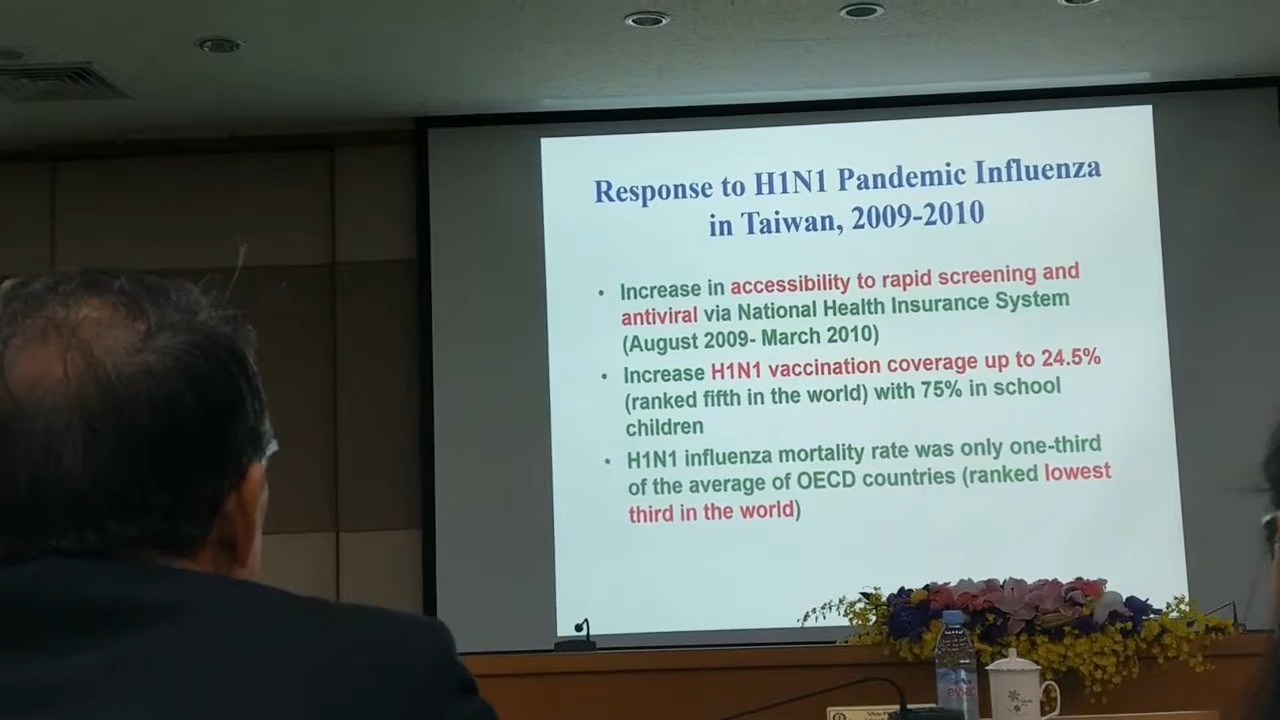 Response to H1N1 Pandemic Influenza
in Taiwan, 2009-2010
• Increase in accessibility to rapid screening and
antiviral via National Health Insurance System
(August 2009- March 2010)
• Increase H1N1 vaccination coverage up to 24.5%
(ranked fifth in the world) with 75% in school
children
• H1N1 influenza mortality rate was only one-third
of the average of OECD countries (ranked lowest
third in the world)
evian